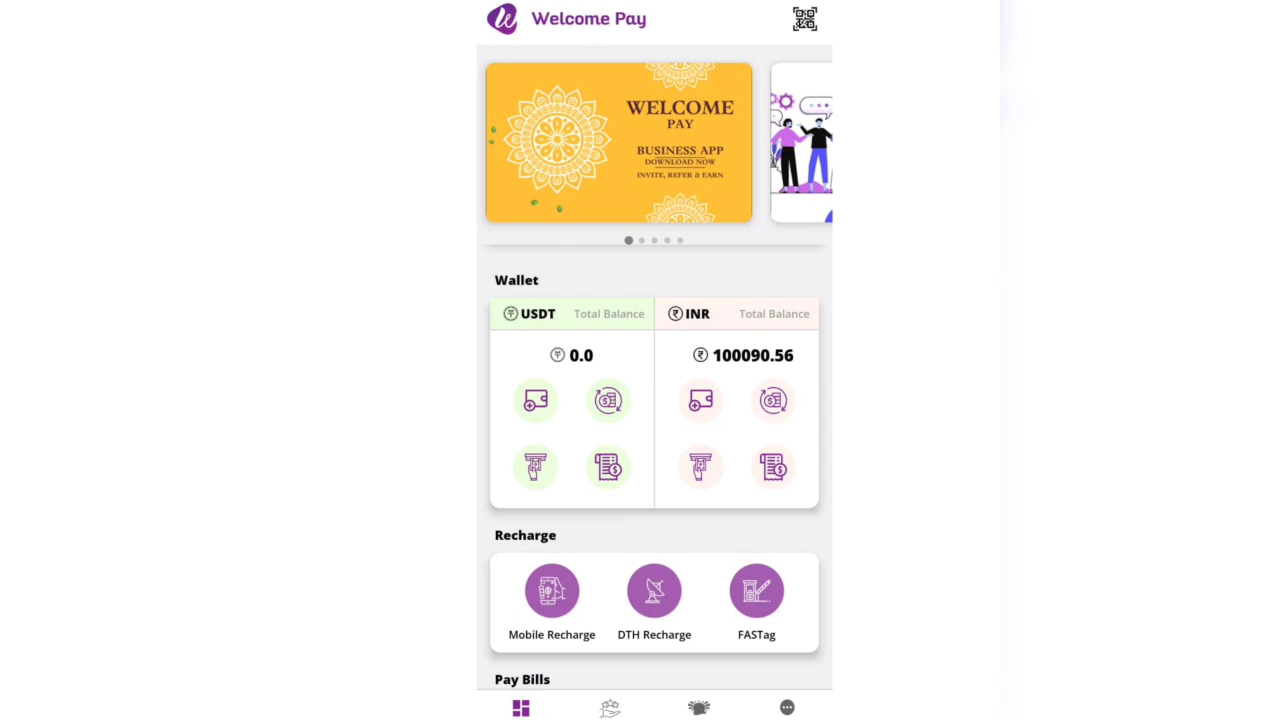 Welcome Pay
WELCOME
PAY
BUSINESS APP
DOWNLOAD NOW
INVITE, REFER & EARN
Wallet
USDT Total Balance
INR Total Balance
0.0
100090.56
Recharge
Mobile Recharge
DTH Recharge
FASTag
Pay Bills